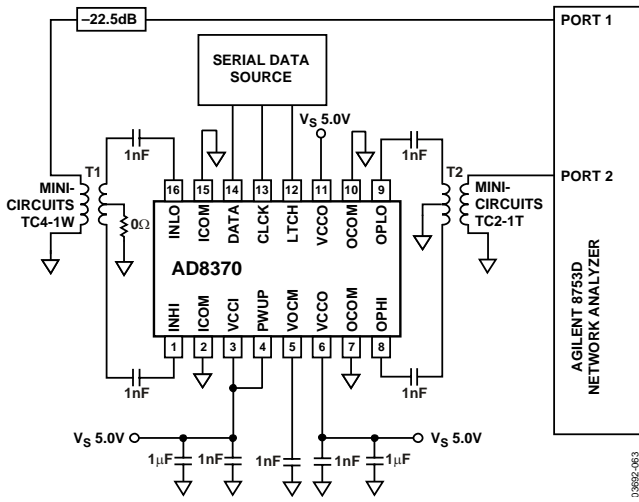 –22.5dB
PORT 1
SERIAL DATA
SOURCE
VS 5.0V
1nF
1nF
T1
T2
MINI-
CIRCUITS
TC4-1W
0Ω
16 15 14 13 12 11 10 9
INLO ICOM DATA CLCK LTCH VCCO OCOM OPLO
AD8370
INHI ICOM VCCI PWUP VOCM VCCO OCOM OPHI
1 2 3 4 5 6 7 8
MINI-
CIRCUITS
TC2-1T
PORT 2
AGILENT 8753D
NETWORK ANALYZER
1nF
1nF
VS 5.0V
VS 5.0V
1μF
1nF
1nF
1nF
1μF
03692-063